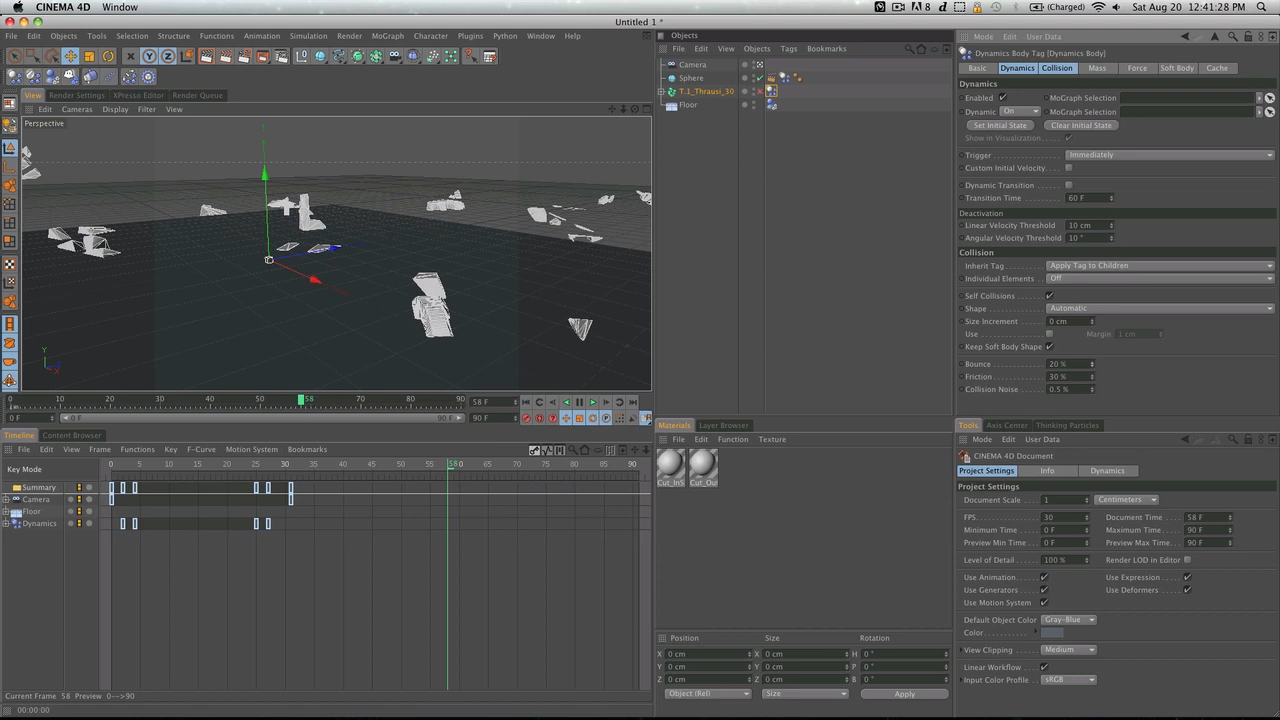 CINEMA 4D Window
8 (Charged) Sat Aug 20 12:41:28 PM
Untitled 1 *
File Edit Objects Tools Selection Structure Functions Animation Simulation Render MoGraph Character Plugins Python Window Help
View Render Settings XPresso Editor Render Queue
Edit Cameras Display Filter View
Perspective
Y
X
0 10 20 30 40 50 58 70 80 90
58 F
0 F 0 F 90 F 90 F
Timeline Content Browser
File Edit View Frame Functions Key F-Curve Motion System Bookmarks
Key Mode 0 5 10 15 20 25 30 35 40 45 50 55 58 60 65 70 75 80 85 90
Summary
Camera
Floor
Dynamics
Current Frame 58 Preview 0-->90
00:00:00
Objects
File Edit View Objects Tags Bookmarks
Camera
Sphere
T.1_Thrausi_30
Floor
Materials Layer Browser
File Edit Function Texture
Cut_InS Cut_Out
Position Size Rotation
X 0 cm X 0 cm H 0 °
Y 0 cm Y 0 cm P 0 °
Z 0 cm Z 0 cm B 0 °
Object (Rel) Size Apply
Mode Edit User Data
Dynamics Body Tag [Dynamics Body]
Basic Dynamics Collision Mass Force Soft Body Cache
Dynamics
Enabled MoGraph Selection
Dynamic On MoGraph Selection
Set Initial State Clear Initial State
Show in Visualization
Trigger Immediately
Custom Initial Velocity
Dynamic Transition
Transition Time 60 F
Deactivation
Linear Velocity Threshold 10 cm
Angular Velocity Threshold 10 °
Collision
Inherit Tag Apply Tag to Children
Individual Elements Off
Self Collisions
Shape Automatic
Size Increment 0 cm
Use Margin 1 cm
Keep Soft Body Shape
Bounce 20 %
Friction 30 %
Collision Noise 0.5 %
Tools Axis Center Thinking Particles
Mode Edit User Data
CINEMA 4D Document
Project Settings Info Dynamics
Project Settings
Document Scale 1 Centimeters
FPS 30 Document Time 58 F
Minimum Time 0 F Maximum Time 90 F
Preview Min Time 0 F Preview Max Time 90 F
Level of Detail 100 % Render LOD in Editor
Use Animation Use Expression
Use Generators Use Deformers
Use Motion System
Default Object Color Gray-Blue
Color
View Clipping Medium
Linear Workflow
Input Color Profile sRGB